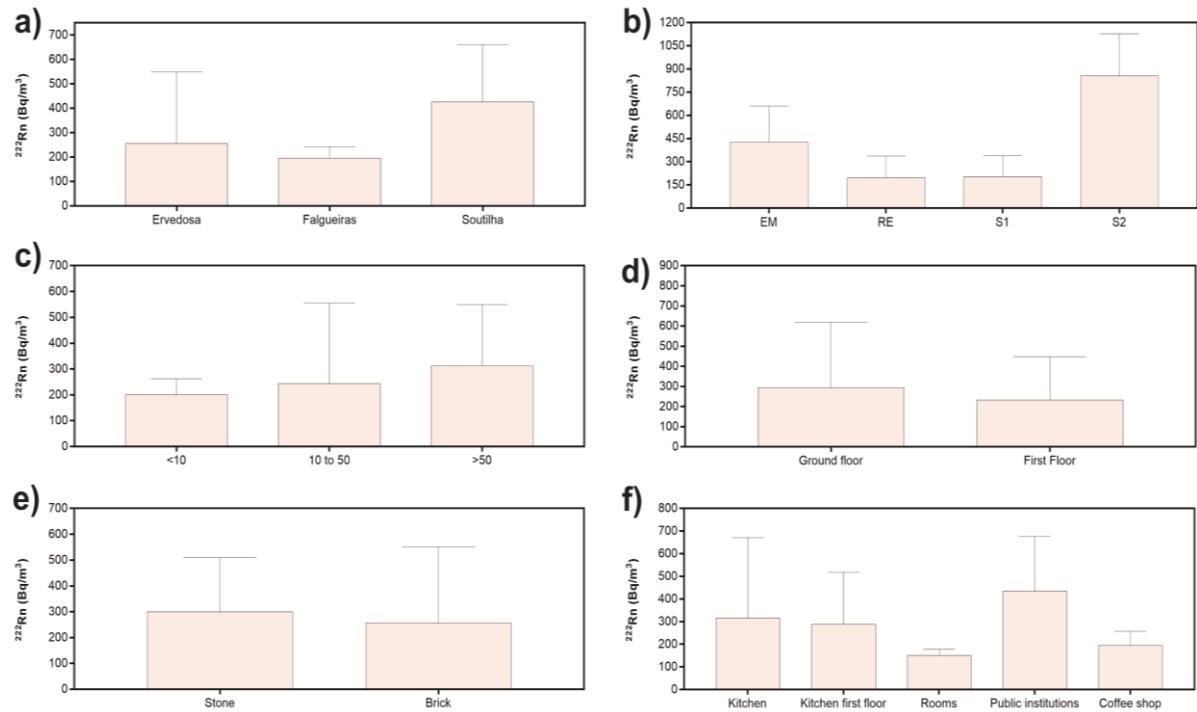 a)
²²²Rn (Bq/m³)
700
600
500
400
300
200
100
0
Ervedosa Falgueiras Soutilha
b)
²²²Rn (Bq/m³)
1200
1050
900
750
600
450
300
150
0
EM RE S1 S2
c)
²²²Rn (Bq/m³)
700
600
500
400
300
200
100
0
<10 10 to 50 >50
d)
²²²Rn (Bq/m³)
900
800
700
600
500
400
300
200
100
0
Ground floor First Floor
e)
²²²Rn (Bq/m³)
700
600
500
400
300
200
100
0
Stone Brick
f)
²²²Rn (Bq/m³)
800
700
600
500
400
300
200
100
0
Kitchen Kitchen first floor Rooms Public institutions Coffee shop